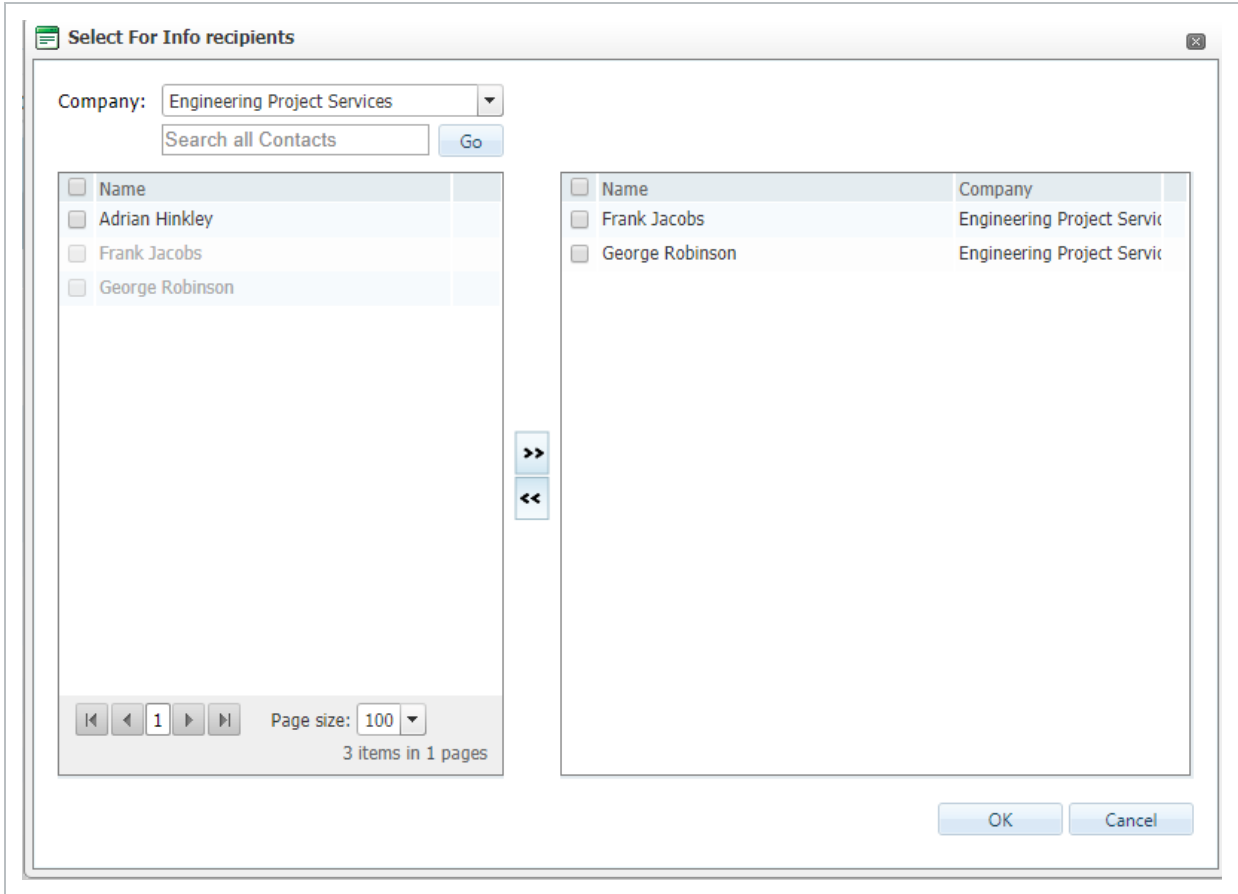 Select For Info recipients
Company: Engineering Project Services
Search all Contacts Go
Name
Adrian Hinkley
Frank Jacobs
George Robinson
>>
<<
1 Page size: 100
3 items in 1 pages
Name Company
Frank Jacobs Engineering Project Servic
George Robinson Engineering Project Servic
OK Cancel